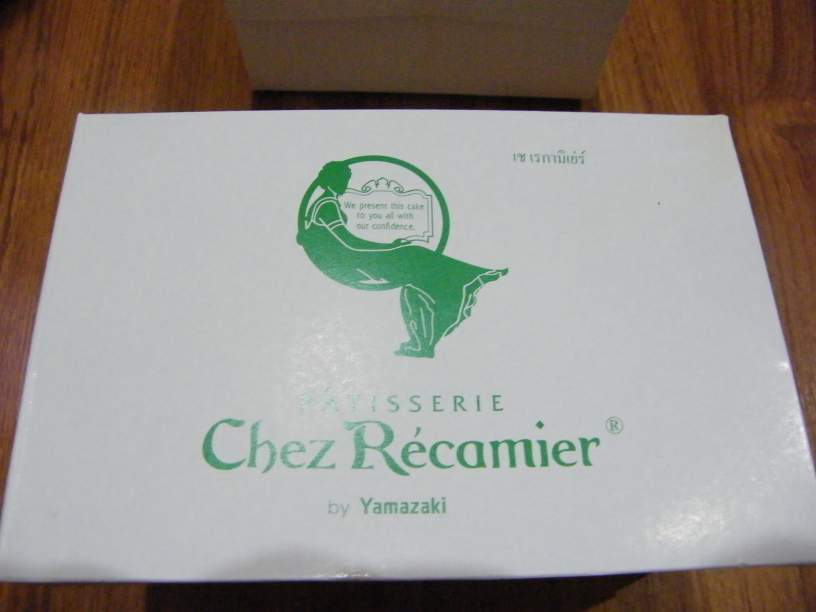 เช เรกามิเย่ร์
We present this cake
to you all with
our confidence.
PÂTISSERIE
Chez Récamier®
by Yamazaki